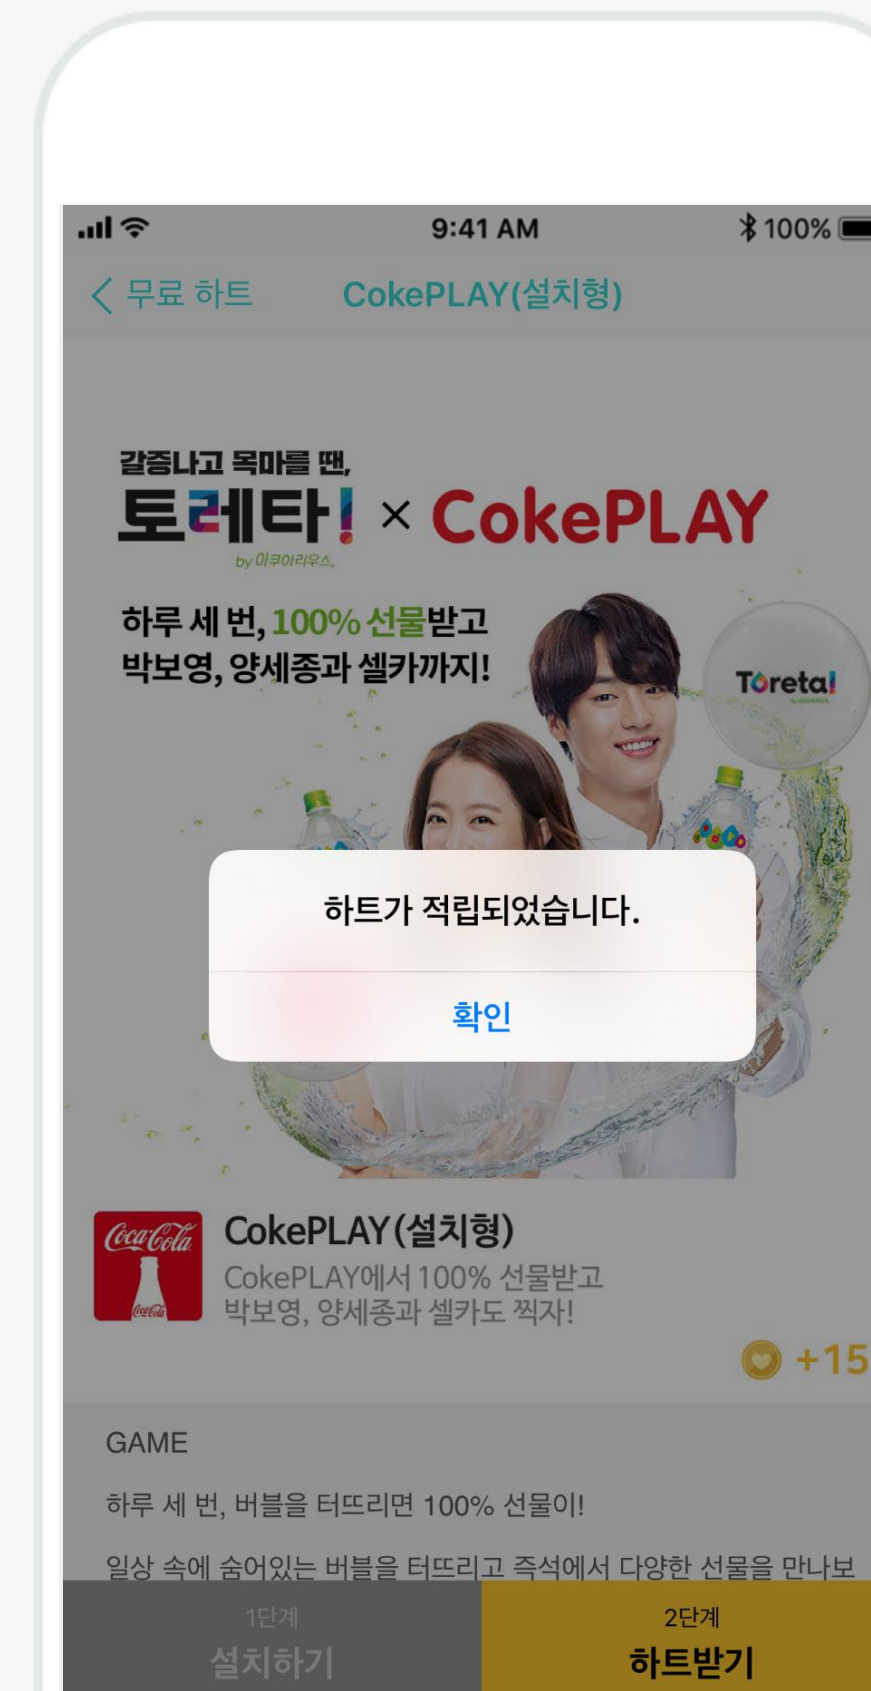 9:41 AM
100%
무료 하트
CokePLAY(설치형)
갈증나고 목마를 땐,
토레타! × CokePLAY
by 아쿠아리우스.
하루 세 번, 100% 선물받고
박보영, 양세종과 셀카까지!
Toreta!
하트가 적립되었습니다.
확인
Coca-Cola
Coca-Cola
CokePLAY(설치형)
CokePLAY에서 100% 선물받고
박보영, 양세종과 셀카도 찍자!
+15
GAME
하루 세 번, 버블을 터뜨리면 100% 선물이!
일상 속에 숨어있는 버블을 터뜨리고 즉석에서 다양한 선물을 만나보
1단계
설치하기
2단계
하트받기